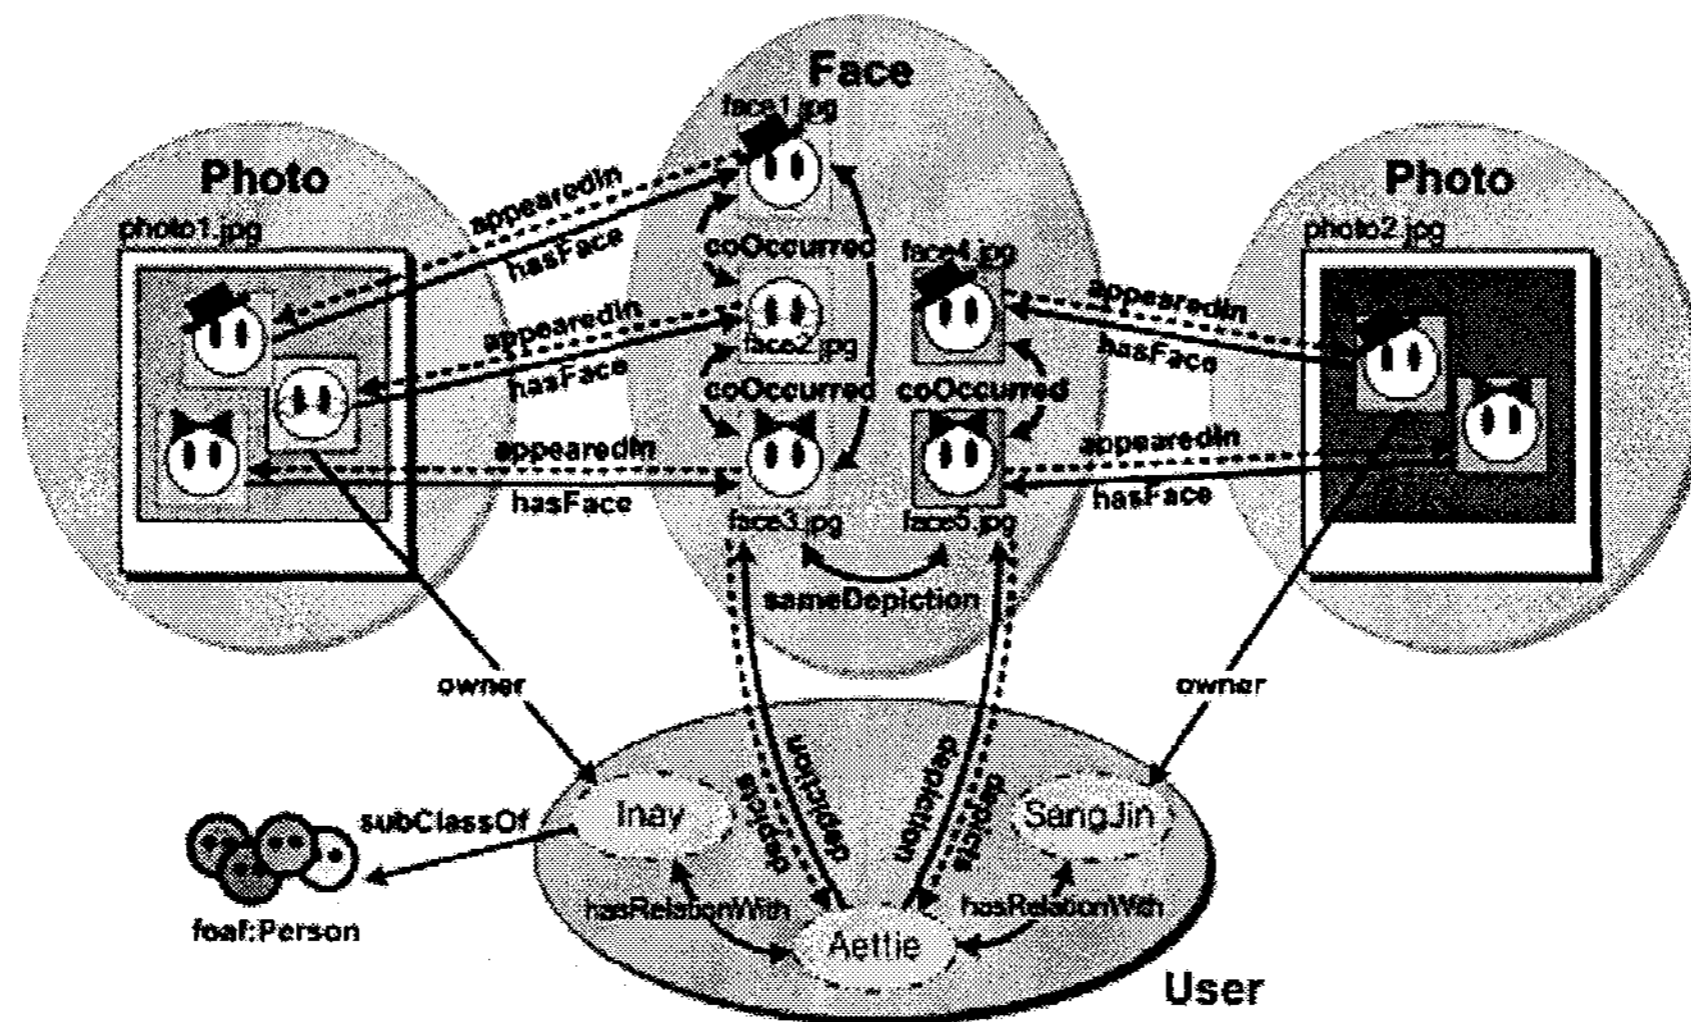 Face
face1.jpg
Photo
photo1.jpg
appearedIn
hasFace
coOccurred
face4.jpg
Photo
photo2.jpg
appearedIn
hasFace
face2.jpg
appearedIn
hasFace
coOccurred
coOccurred
appearedIn
hasFace
appearedIn
hasFace
face3.jpg
face5.jpg
sameDepiction
owner
owner
depicts
depiction
depiction
depicts
Inay
SangJin
subClassOf
foaf:Person
hasRelationWith
hasRelationWith
Aettie
User